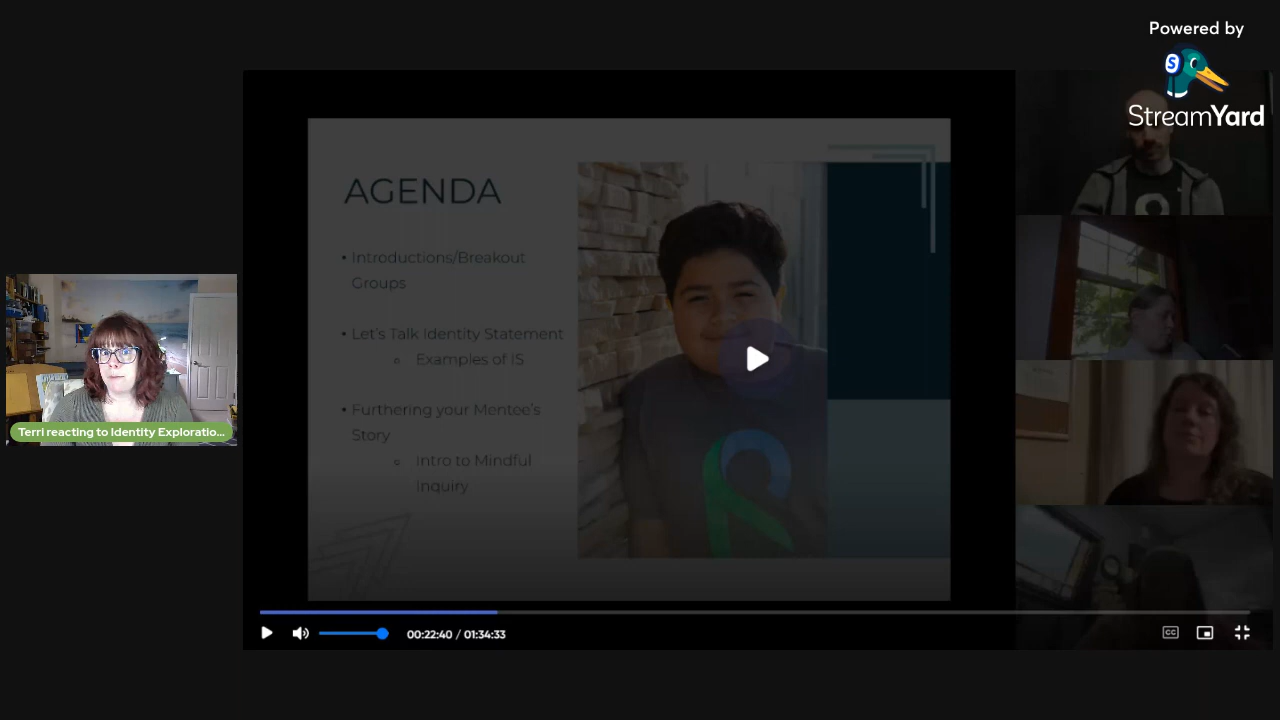 Powered by
S
StreamYard
AGENDA
• Introductions/Breakout
Groups
• Let's Talk Identity Statement
○ Examples of IS
• Furthering your Mentee's
Story
○ Intro to Mindful
Inquiry
Terri reacting to Identity Exploratio...
00:22:40 / 01:34:33
CC